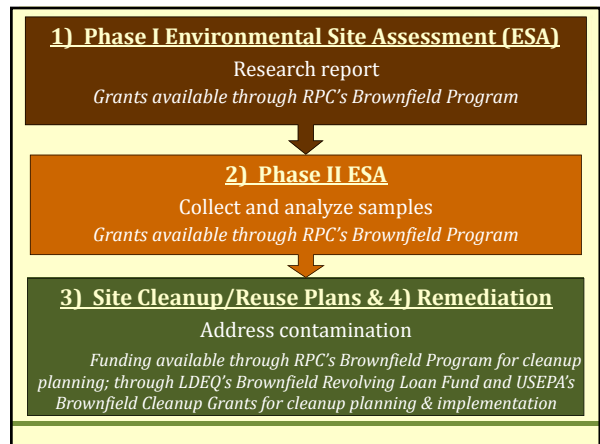 1) Phase I Environmental Site Assessment (ESA)
Research report
Grants available through RPC's Brownfield Program
2) Phase II ESA
Collect and analyze samples
Grants available through RPC's Brownfield Program
3) Site Cleanup/Reuse Plans & 4) Remediation
Address contamination
Funding available through RPC's Brownfield Program for cleanup
planning; through LDEQ's Brownfield Revolving Loan Fund and USEPA's
Brownfield Cleanup Grants for cleanup planning & implementation